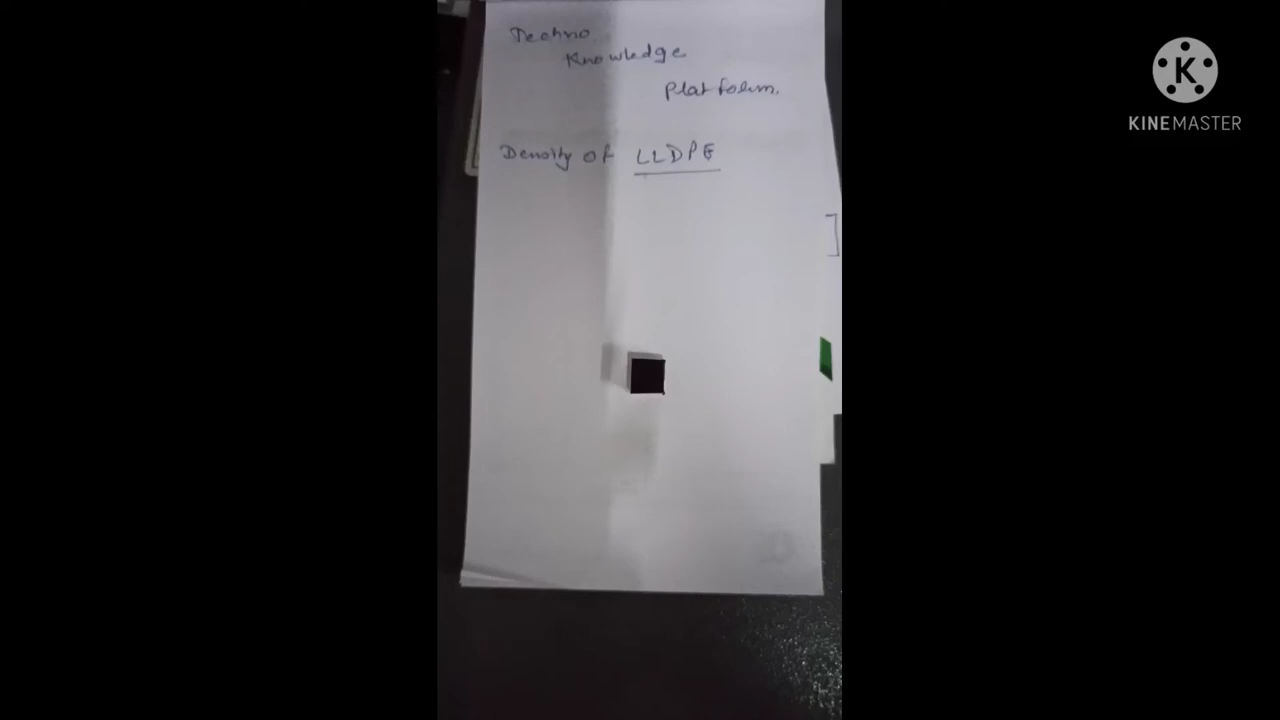 Techno
Knowledge
Platform.
Density of LLDPE
K
KINEMASTER